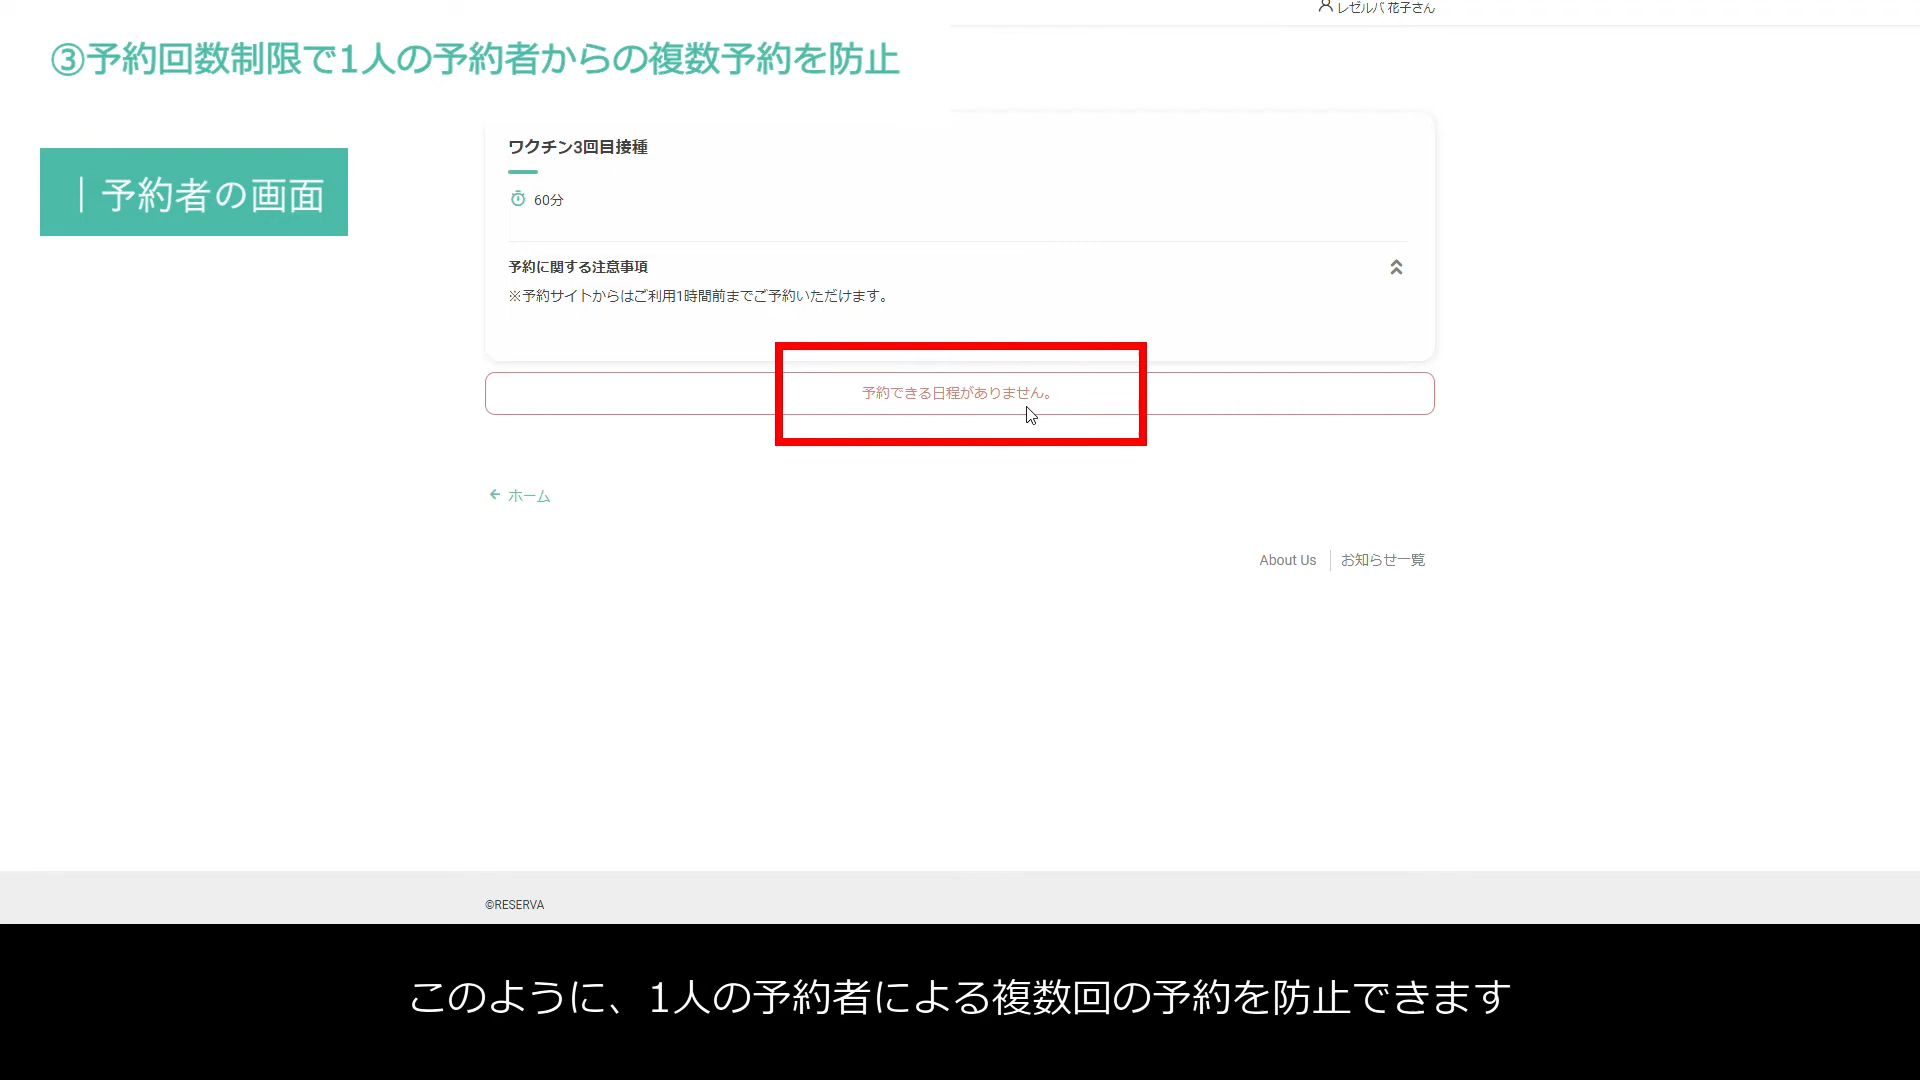 レゼルバ 花子さん
③予約回数制限で1人の予約者からの複数予約を防止
｜予約者の画面
ワクチン3回目接種
60分
予約に関する注意事項
※予約サイトからはご利用1時間前までご予約いただけます。
予約できる日程がありません。
ホーム
About Us
お知らせ一覧
©RESERVA
このように、1人の予約者による複数回の予約を防止できます